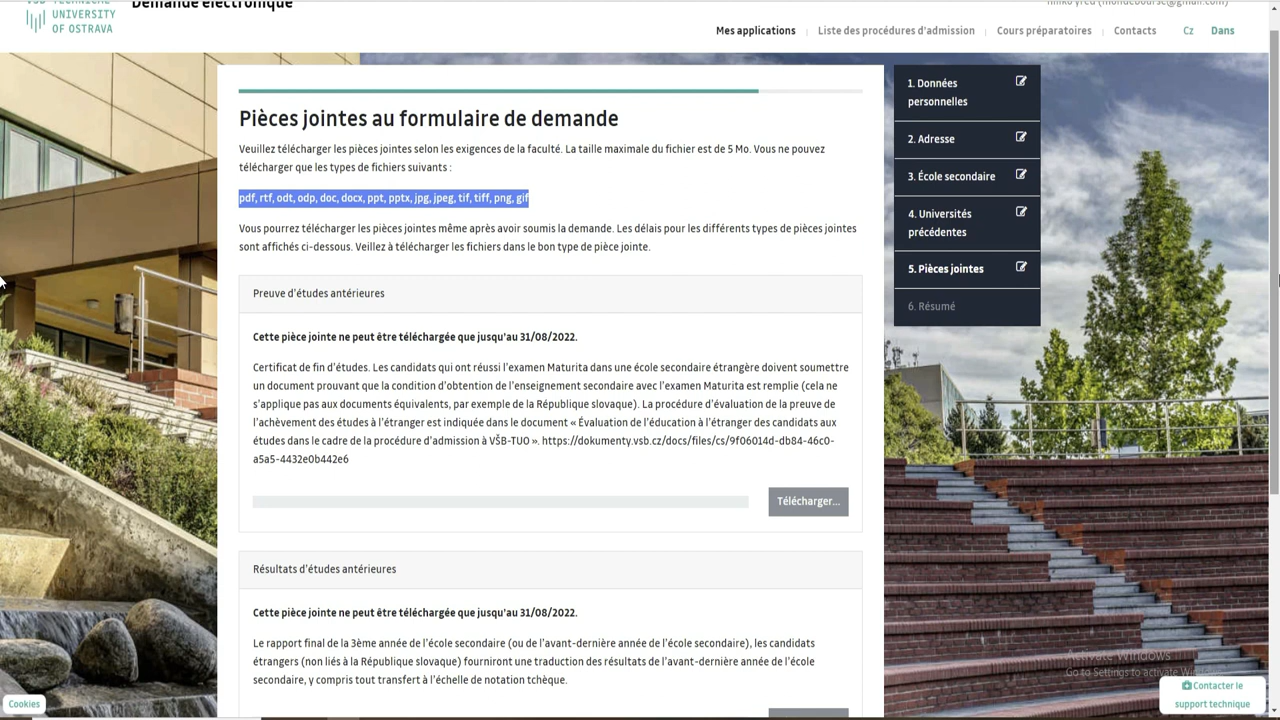 VSB TECHNICAL
UNIVERSITY
OF OSTRAVA
Demande électronique
Mes applications
Liste des procédures d'admission
Cours préparatoires
Contacts
Cz
Dans
Pièces jointes au formulaire de demande
Veuillez télécharger les pièces jointes selon les exigences de la faculté. La taille maximale du fichier est de 5 Mo. Vous ne pouvez
télécharger que les types de fichiers suivants :
pdf, rtf, odt, odp, doc, docx, ppt, pptx, jpg, jpeg, tif, tiff, png, gif
Vous pourrez télécharger les pièces jointes même après avoir soumis la demande. Les délais pour les différents types de pièces jointes
sont affichés ci-dessous. Veillez à télécharger les fichiers dans le bon type de pièce jointe.
Preuve d'études antérieures
Cette pièce jointe ne peut être téléchargée que jusqu'au 31/08/2022.
Certificat de fin d'études. Les candidats qui ont réussi l'examen Maturita dans une école secondaire étrangère doivent soumettre
un document prouvant que la condition d'obtention de l'enseignement secondaire avec l'examen Maturita est remplie (cela ne
s'applique pas aux documents équivalents, par exemple de la République slovaque). La procédure d'évaluation de la preuve de
l'achèvement des études à l'étranger est indiquée dans le document « Évaluation de l'éducation à l'étranger des candidats aux
études dans le cadre de la procédure d'admission à VŠB-TUO ». https://dokumenty.vsb.cz/docs/files/cs/9f06014d-db84-46c0-
a5a5-4432e0b442e6
Télécharger...
Résultats d'études antérieures
Cette pièce jointe ne peut être téléchargée que jusqu'au 31/08/2022.
Le rapport final de la 3ème année de l'école secondaire (ou de l'avant-dernière année de l'école secondaire), les candidats
étrangers (non liés à la République slovaque) fourniront une traduction des résultats de l'avant-dernière année de l'école
secondaire, y compris tout transfert à l'échelle de notation tchèque.
1. Données
personnelles
2. Adresse
3. École secondaire
4. Universités
précédentes
5. Pièces jointes
6. Résumé
Activate Windows
Go to Settings to activate Windows.
Cookies
Contacter le
support technique